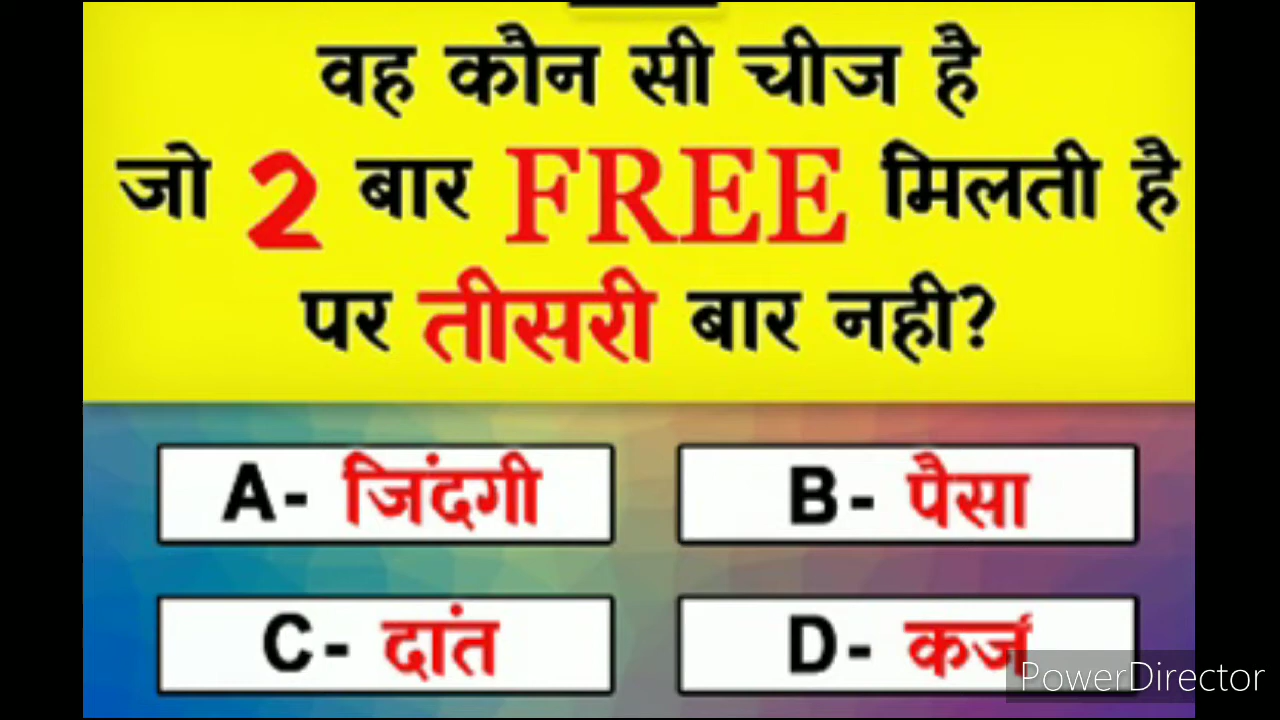 वह कौन सी चीज है
जो 2 बार FREE मिलती है
पर तीसरी बार नही?
A- जिंदगी
B- पैसा
C- दांत
D- कर्ज
PowerDirector